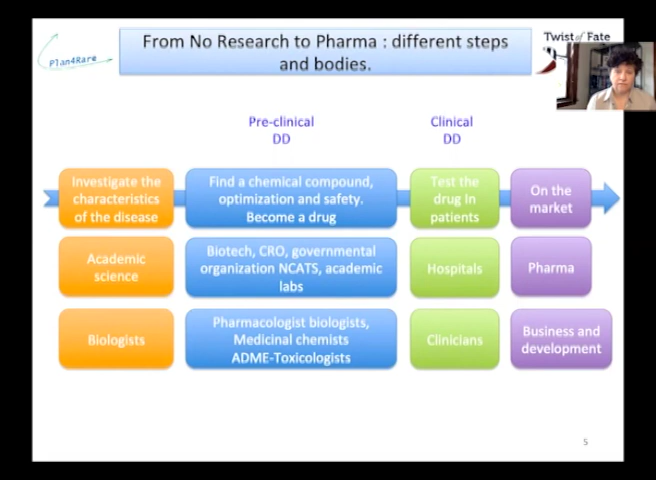 Plan4Rare
From No Research to Pharma : different steps
and bodies.
Twist of Fate
Pre-clinical
DD
Clinical
DD
Investigate the
characteristics
of the disease
Find a chemical compound,
optimization and safety.
Become a drug
Test the
drug in
patients
On the
market
Academic
science
Biotech, CRO, governmental
organization NCATS, academic
labs
Hospitals
Pharma
Biologists
Pharmacologist biologists,
Medicinal chemists
ADME-Toxicologists
Clinicians
Business and
development
5